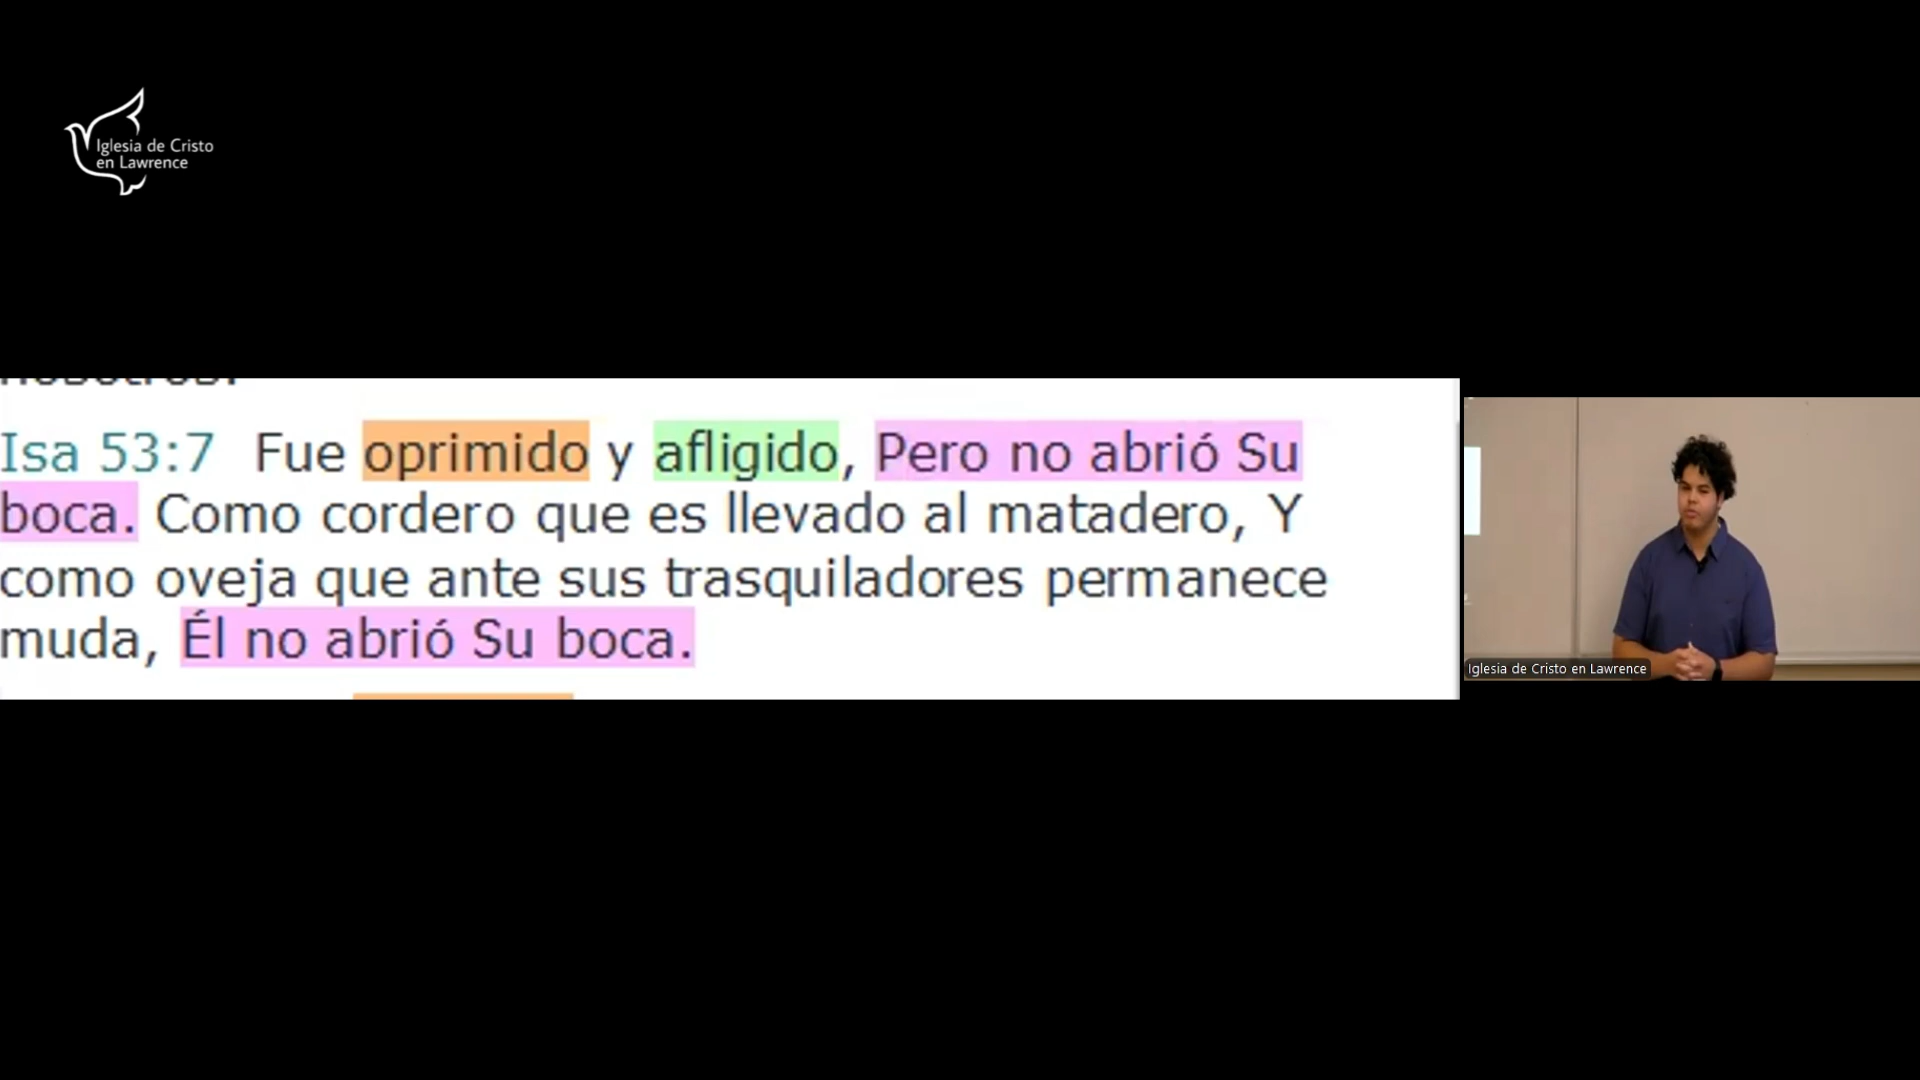 Iglesia de Cristo
en Lawrence
nosotros.
Isa 53:7 Fue oprimido y afligido, Pero no abrió Su
boca. Como cordero que es llevado al matadero, Y
como oveja que ante sus trasquiladores permanece
muda, Él no abrió Su boca.
Iglesia de Cristo en Lawrence